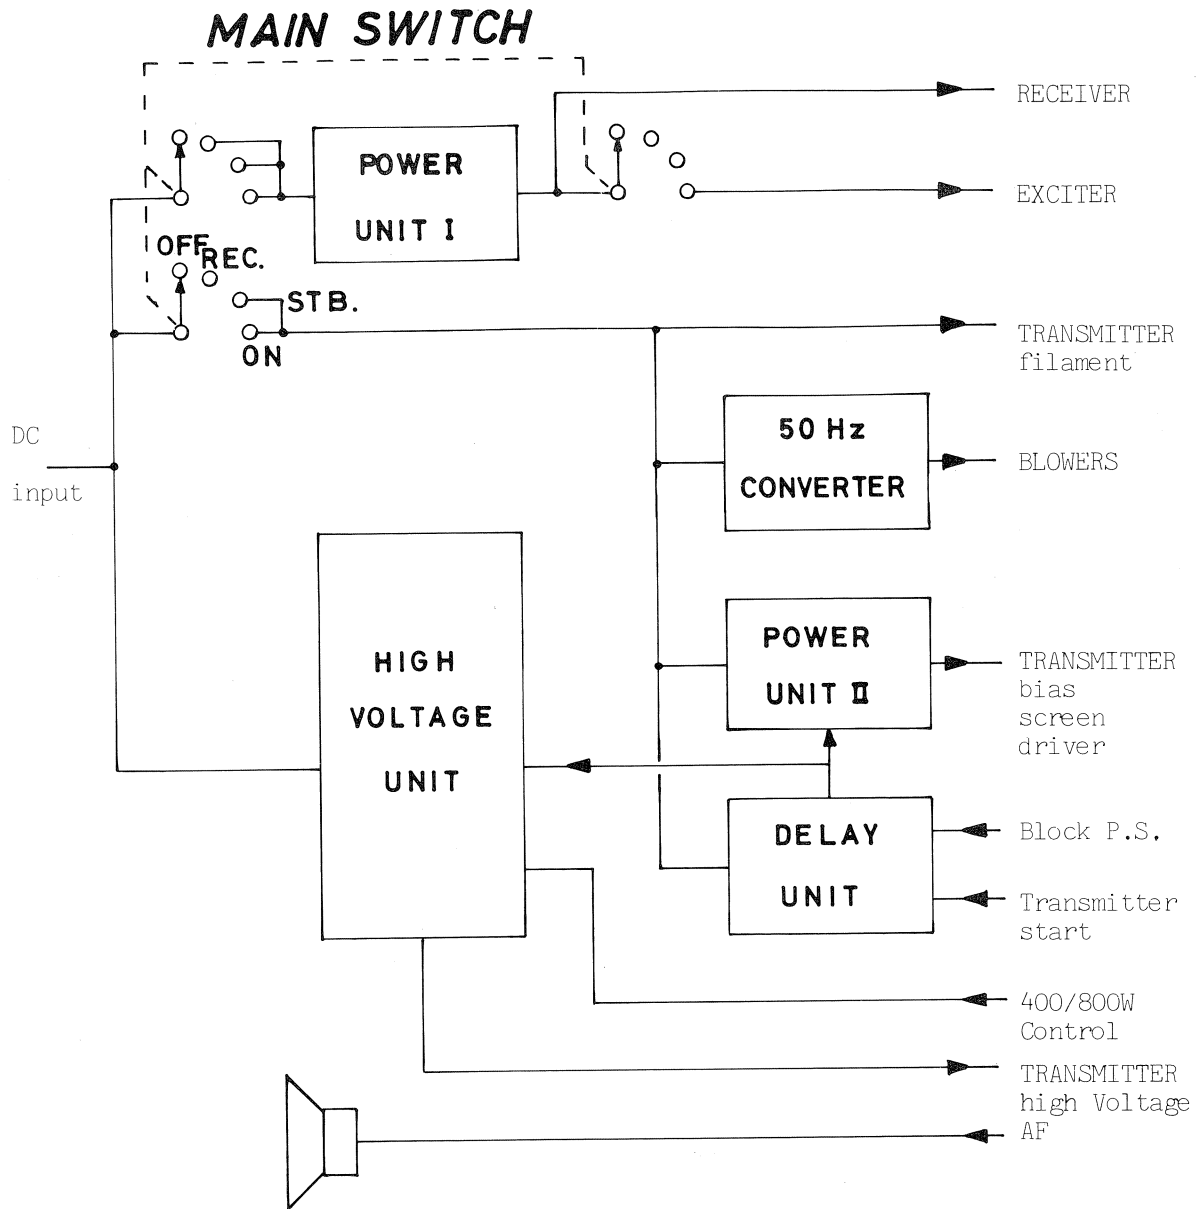 MAIN SWITCH
RECEIVER
POWER
UNIT I
EXCITER
OFF
REC.
STB.
ON
TRANSMITTER
filament
DC
input
50 Hz
CONVERTER
BLOWERS
HIGH
VOLTAGE
UNIT
POWER
UNIT II
TRANSMITTER
bias
screen
driver
DELAY
UNIT
Block P.S.
Transmitter
start
400/800W
Control
TRANSMITTER
high Voltage
AF